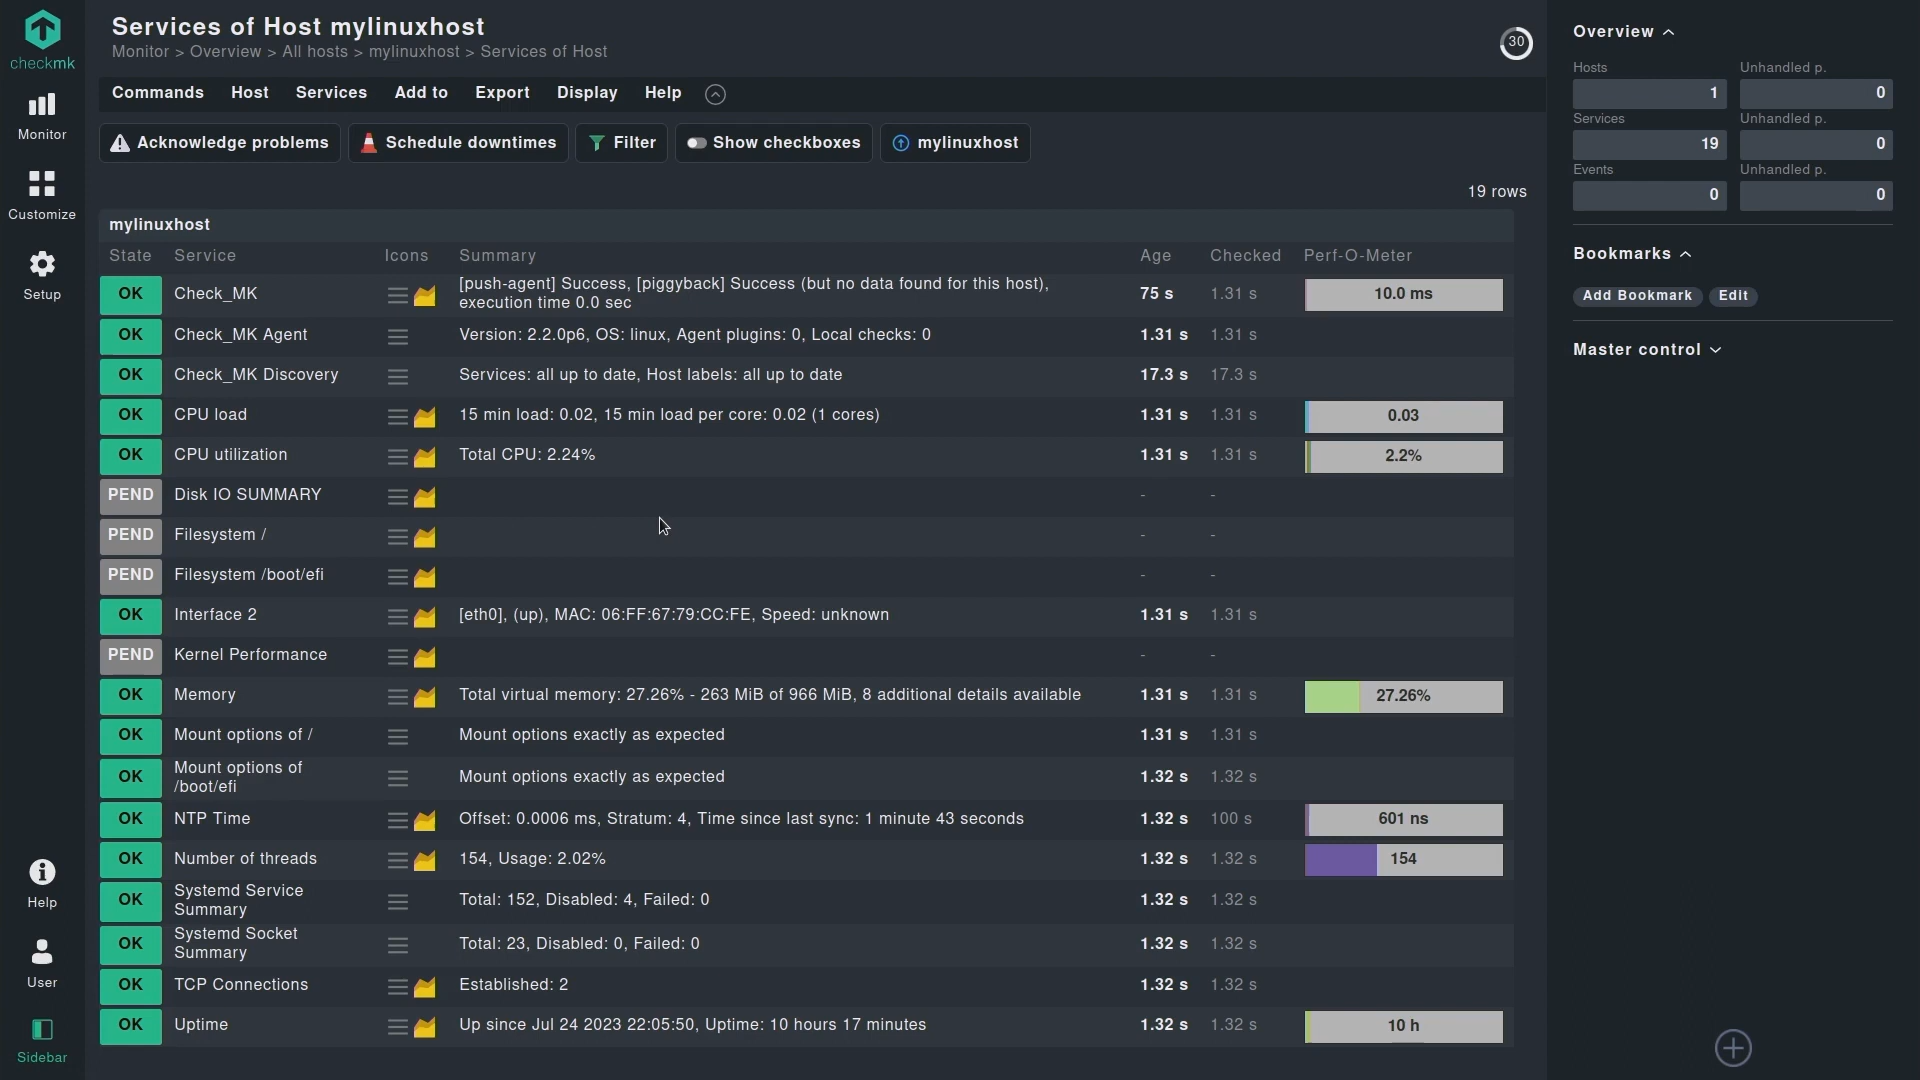 checkmk
Monitor
Customize
Setup
Help
User
Sidebar
Services of Host mylinuxhost
Monitor > Overview > All hosts > mylinuxhost > Services of Host
30
Commands Host Services Add to Export Display Help
Acknowledge problems Schedule downtimes Filter Show checkboxes mylinuxhost
19 rows
mylinuxhost
State Service Icons Summary Age Checked Perf-O-Meter
OK Check_MK [push-agent] Success, [piggyback] Success (but no data found for this host),
execution time 0.0 sec 75 s 1.31 s 10.0 ms
OK Check_MK Agent Version: 2.2.0p6, OS: linux, Agent plugins: 0, Local checks: 0 1.31 s 1.31 s
OK Check_MK Discovery Services: all up to date, Host labels: all up to date 17.3 s 17.3 s
OK CPU load 15 min load: 0.02, 15 min load per core: 0.02 (1 cores) 1.31 s 1.31 s 0.03
OK CPU utilization Total CPU: 2.24% 1.31 s 1.31 s 2.2%
PEND Disk IO SUMMARY - -
PEND Filesystem / - -
PEND Filesystem /boot/efi - -
OK Interface 2 [eth0], (up), MAC: 06:FF:67:79:CC:FE, Speed: unknown 1.31 s 1.31 s
PEND Kernel Performance - -
OK Memory Total virtual memory: 27.26% - 263 MiB of 966 MiB, 8 additional details available 1.31 s 1.31 s 27.26%
OK Mount options of / Mount options exactly as expected 1.31 s 1.31 s
OK Mount options of
/boot/efi Mount options exactly as expected 1.32 s 1.32 s
OK NTP Time Offset: 0.0006 ms, Stratum: 4, Time since last sync: 1 minute 43 seconds 1.32 s 100 s 601 ns
OK Number of threads 154, Usage: 2.02% 1.32 s 1.32 s 154
OK Systemd Service
Summary Total: 152, Disabled: 4, Failed: 0 1.32 s 1.32 s
OK Systemd Socket
Summary Total: 23, Disabled: 0, Failed: 0 1.32 s 1.32 s
OK TCP Connections Established: 2 1.32 s 1.32 s
OK Uptime Up since Jul 24 2023 22:05:50, Uptime: 10 hours 17 minutes 1.32 s 1.32 s 10 h
Overview
Hosts Unhandled p.
1 0
Services Unhandled p.
19 0
Events Unhandled p.
0 0
Bookmarks
Add Bookmark Edit
Master control